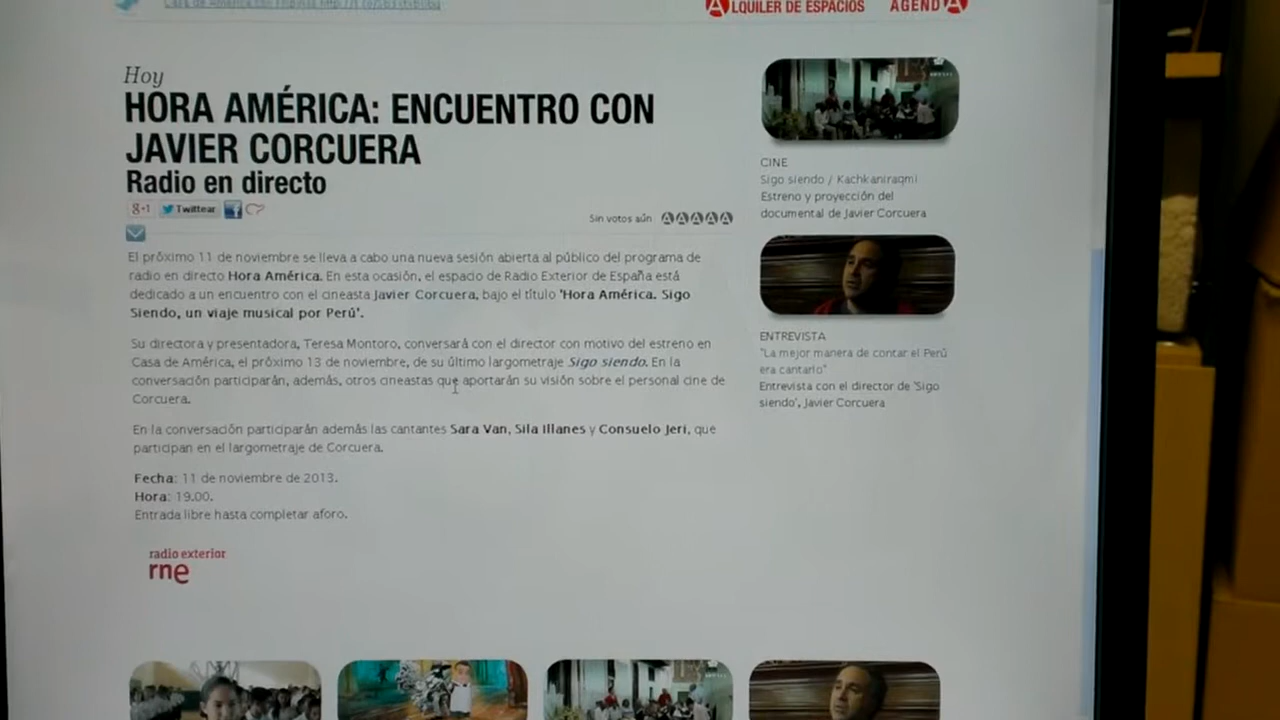 LQUILER DE ESPACIOS
AGENDA
Hoy
HORA AMÉRICA: ENCUENTRO CON
JAVIER CORCUERA
Radio en directo
g+1 Twittear
Sin votos aún
El próximo 11 de noviembre se lleva a cabo una nueva sesión abierta al público del programa de
radio en directo Hora América. En esta ocasión, el espacio de Radio Exterior de España está
dedicado a un encuentro con el cineasta Javier Corcuera, bajo el título 'Hora América. Sigo
Siendo, un viaje musical por Perú'.
Su directora y presentadora, Teresa Montoro, conversará con el director con motivo del estreno en
Casa de América, el próximo 13 de noviembre, de su último largometraje Sigo siendo. En la
conversación participarán, además, otros cineastas que aportarán su visión sobre el personal cine de
Corcuera.
En la conversación participarán además las cantantes Sara Van, Sila Illanes y Consuelo Jeri, que
participan en el largometraje de Corcuera.
Fecha: 11 de noviembre de 2013.
Hora: 19.00.
Entrada libre hasta completar aforo.
radio exterior
rne
CINE
Sigo siendo / Kachkaniraqmi
Estreno y proyección del
documental de Javier Corcuera
ENTREVISTA
"La mejor manera de contar el Perú
era cantarlo"
Entrevista con el director de 'Sigo
siendo', Javier Corcuera